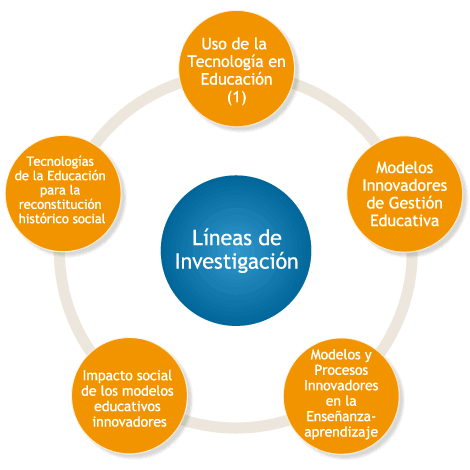 Uso de la
Tecnología en
Educación
(1)
Modelos
Innovadores
de Gestión
Educativa
Modelos y
Procesos
Innovadores
en la
Enseñanza-
aprendizaje
Impacto social
de los modelos
educativos
innovadores
Tecnologías
de la Educación
para la
reconstitución
histórico social
Líneas de
Investigación